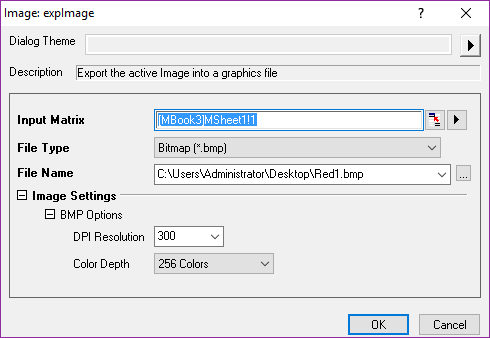 Image: expImage
?
Dialog Theme
Description Export the active Image into a graphics file
Input Matrix [MBook3]MSheet1!1
File Type Bitmap (*.bmp)
File Name C:\Users\Administrator\Desktop\Red1.bmp ...
Image Settings
BMP Options
DPI Resolution 300
Color Depth 256 Colors
OK Cancel